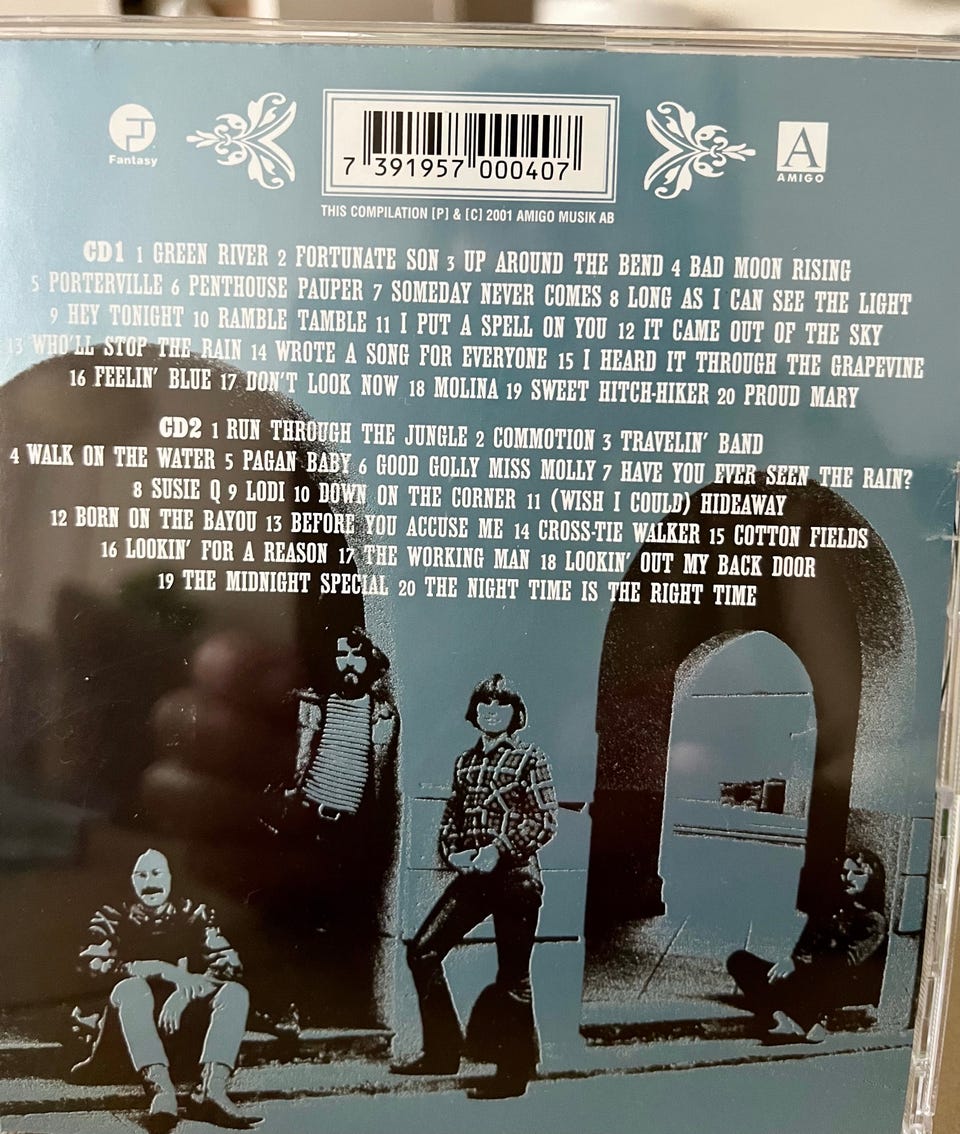 Fantasy
7 391957 000407
AMIGO
THIS COMPILATION [P] & [C] 2001 AMIGO MUSIK AB
CD1 1 GREEN RIVER 2 FORTUNATE SON 3 UP AROUND THE BEND 4 BAD MOON RISING
5 PORTERVILLE 6 PENTHOUSE PAUPER 7 SOMEDAY NEVER COMES 8 LONG AS I CAN SEE THE LIGHT
9 HEY TONIGHT 10 RAMBLE TAMBLE 11 I PUT A SPELL ON YOU 12 IT CAME OUT OF THE SKY
13 WHO'LL STOP THE RAIN 14 WROTE A SONG FOR EVERYONE 15 I HEARD IT THROUGH THE GRAPEVINE
16 FEELIN' BLUE 17 DON'T LOOK NOW 18 MOLINA 19 SWEET HITCH-HIKER 20 PROUD MARY
CD2 1 RUN THROUGH THE JUNGLE 2 COMMOTION 3 TRAVELIN' BAND
4 WALK ON THE WATER 5 PAGAN BABY 6 GOOD GOLLY MISS MOLLY 7 HAVE YOU EVER SEEN THE RAIN?
8 SUSIE Q 9 LODI 10 DOWN ON THE CORNER 11 (WISH I COULD) HIDEAWAY
12 BORN ON THE BAYOU 13 BEFORE YOU ACCUSE ME 14 CROSS-TIE WALKER 15 COTTON FIELDS
16 LOOKIN' FOR A REASON 17 THE WORKING MAN 18 LOOKIN' OUT MY BACK DOOR
19 THE MIDNIGHT SPECIAL 20 THE NIGHT TIME IS THE RIGHT TIME